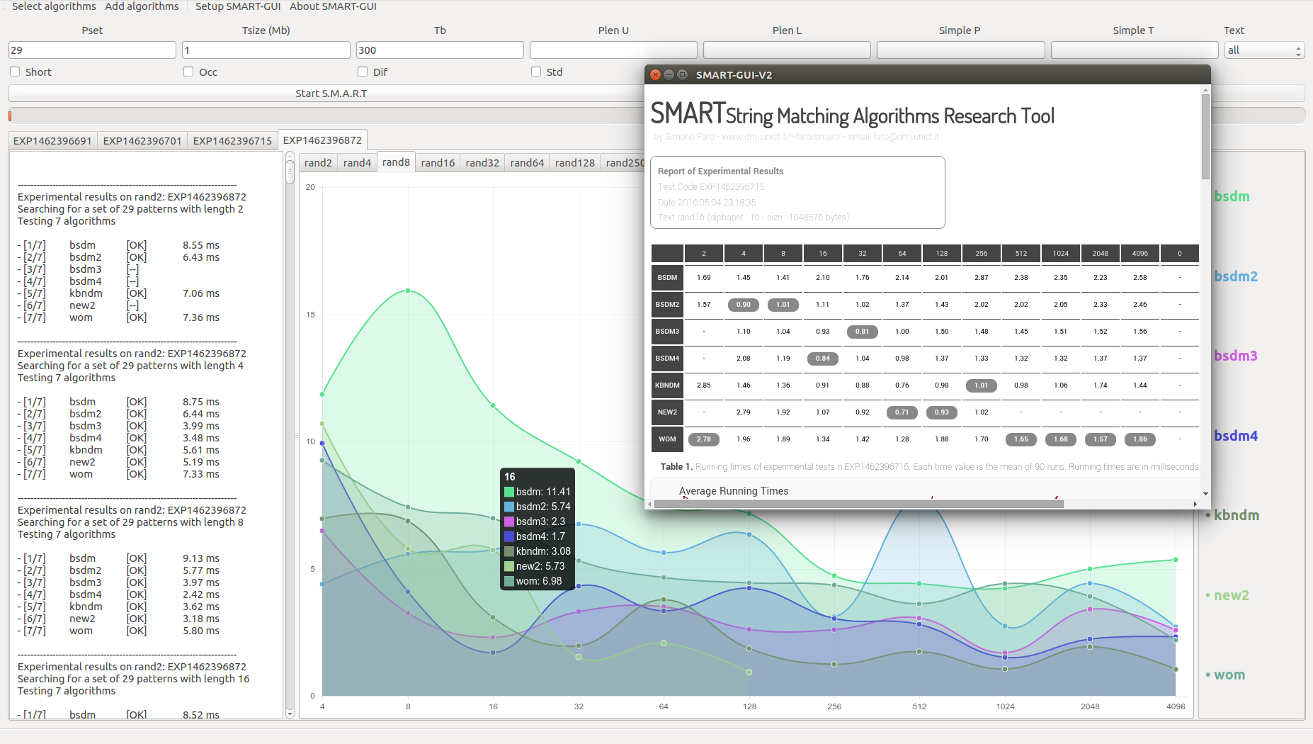 Select algorithms Add algorithms Setup SMART-GUI About SMART-GUI
Pset Tsize (Mb) Tb Plen U Plen L Simple P Simple T Text
29 1 300 all
Short Occ Dif Std
Start S.M.A.R.T
EXP1462396691 EXP1462396701 EXP1462396715 EXP1462396872
Experimental results on rand2: EXP1462396872
Searching for a set of 29 patterns with length 2
Testing 7 algorithms
- [1/7] bsdm [OK] 8.55 ms
- [2/7] bsdm2 [OK] 6.43 ms
- [3/7] bsdm3 [--]
- [4/7] bsdm4 [--]
- [5/7] kbndm [OK] 7.06 ms
- [6/7] new2 [--]
- [7/7] wom [OK] 7.36 ms
Experimental results on rand2: EXP1462396872
Searching for a set of 29 patterns with length 4
Testing 7 algorithms
- [1/7] bsdm [OK] 8.75 ms
- [2/7] bsdm2 [OK] 6.44 ms
- [3/7] bsdm3 [OK] 3.99 ms
- [4/7] bsdm4 [OK] 3.48 ms
- [5/7] kbndm [OK] 5.61 ms
- [6/7] new2 [OK] 5.19 ms
- [7/7] wom [OK] 7.33 ms
Experimental results on rand2: EXP1462396872
Searching for a set of 29 patterns with length 8
Testing 7 algorithms
- [1/7] bsdm [OK] 9.13 ms
- [2/7] bsdm2 [OK] 5.77 ms
- [3/7] bsdm3 [OK] 3.97 ms
- [4/7] bsdm4 [OK] 2.42 ms
- [5/7] kbndm [OK] 3.62 ms
- [6/7] new2 [OK] 3.18 ms
- [7/7] wom [OK] 5.80 ms
Experimental results on rand2: EXP1462396872
Searching for a set of 29 patterns with length 16
Testing 7 algorithms
- [1/7] bsdm [OK] 8.52 ms
rand2 rand4 rand8 rand16 rand32 rand64 rand128 rand250
20
15
10
5
0
4 8 16 32 64 128 256 512 1024 2048 4096
16
bsdm: 11.41
bsdm2: 5.74
bsdm3: 2.3
bsdm4: 1.7
kbndm: 3.08
new2: 5.73
wom: 6.98
SMART-GUI-V2
SMART String Matching Algorithms Research Tool
by Simone Faro - www.dmi.unict.it/~faro/smart/ - email: faro@dmi.unict.it
Report of Experimental Results
Test Code EXP1462396715
Date 2016:05:04 23:18:35
Text rand16 (alphabet : 16 - size : 1048576 bytes)
2 4 8 16 32 64 128 256 512 1024 2048 4096 0
BSDM 1.69 1.45 1.41 2.10 1.76 2.14 2.01 2.87 2.38 2.35 2.23 2.58 -
BSDM2 1.57 0.90 1.01 1.11 1.02 1.37 1.43 2.02 2.02 2.05 2.33 2.46 -
BSDM3 - 1.10 1.04 0.93 0.81 1.00 1.50 1.48 1.45 1.51 1.52 1.56 -
BSDM4 - 2.08 1.19 0.84 1.04 0.98 1.37 1.33 1.32 1.32 1.37 1.37 -
KBNDM 2.85 1.46 1.36 0.91 0.88 0.76 0.98 1.01 0.98 1.06 1.74 1.44 -
NEW2 - 2.79 1.92 1.07 0.92 0.71 0.93 1.02 - - - - -
WOM 2.78 1.96 1.89 1.34 1.42 1.28 1.88 1.70 1.65 1.68 1.57 1.86 -
Table 1. Running times of experimental tests n.EXP1462396715. Each time value is the mean of 90 runs. Running times are in milliseconds.
Average Running Times
bsdm
bsdm2
bsdm3
bsdm4
• kbndm
• new2
• wom